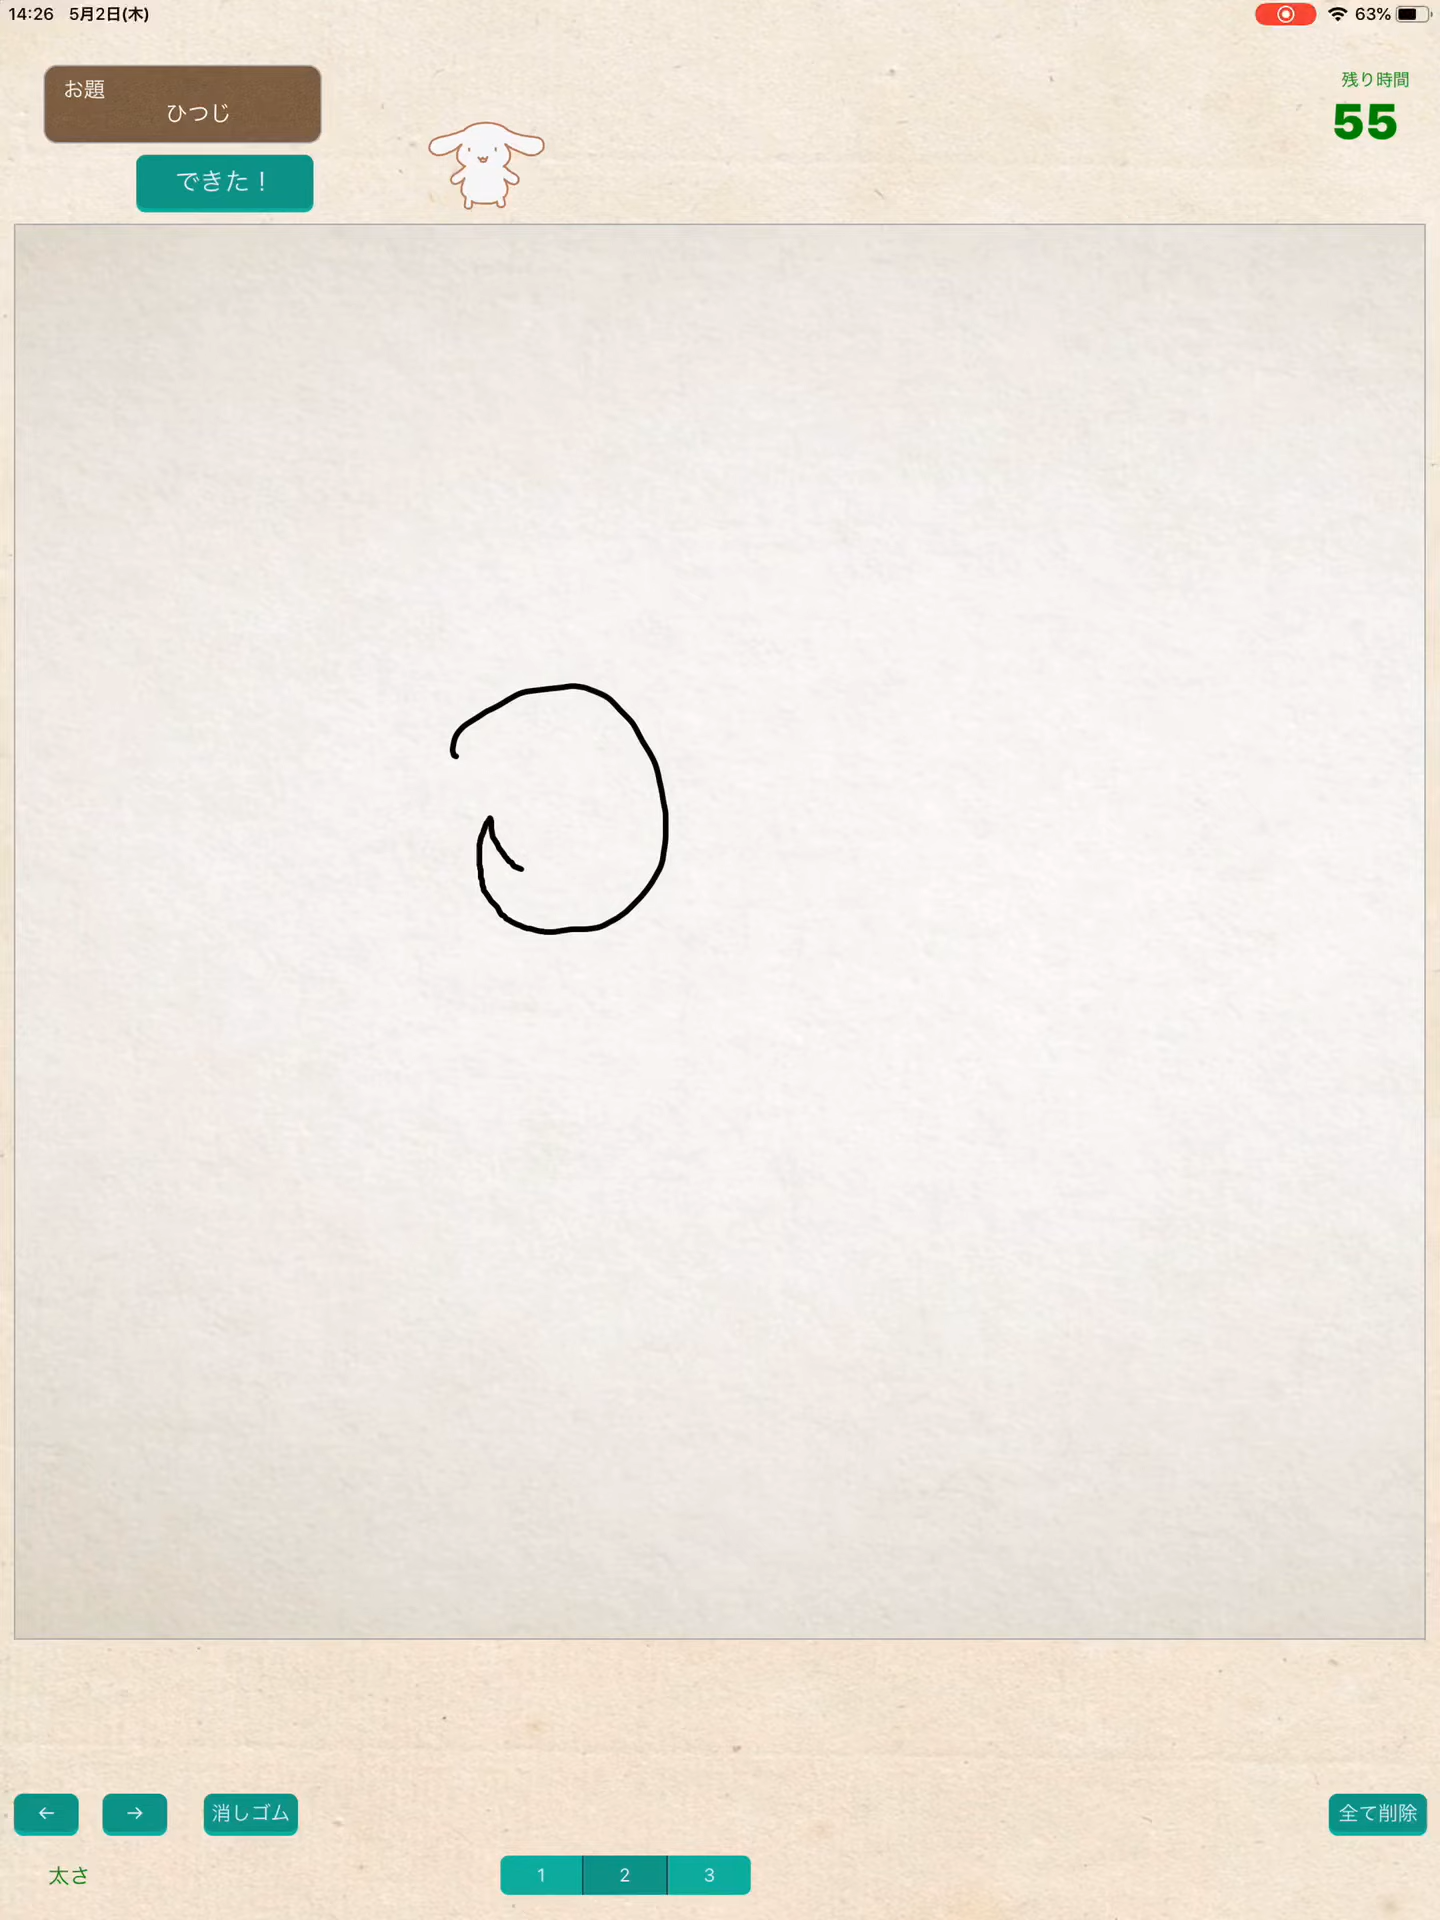 14:26 5月2日(木)
63%
お題
ひつじ
残り時間
55
できた！
← → 消しゴム 全て削除
太さ 1 2 3